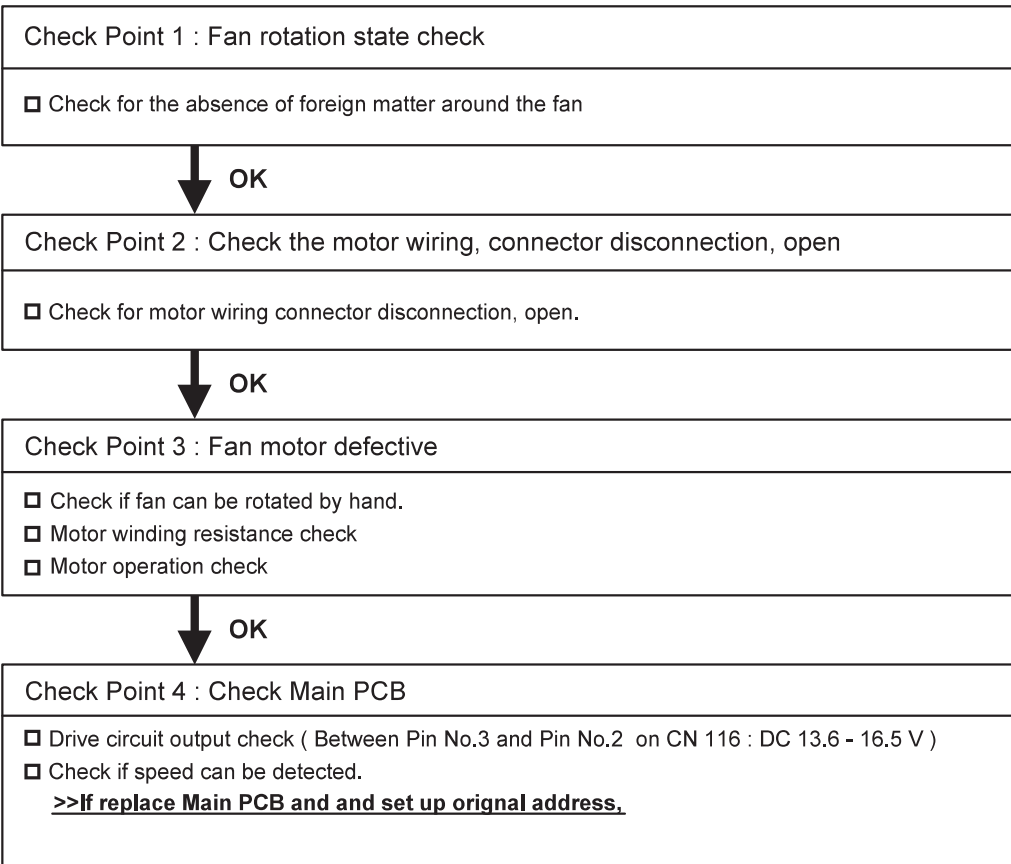 Check Point 1 : Fan rotation state check
Check for the absence of foreign matter around the fan
OK
Check Point 2 : Check the motor wiring, connector disconnection, open
Check for motor wiring connector disconnection, open.
OK
Check Point 3 : Fan motor defective
Check if fan can be rotated by hand.
Motor winding resistance check
Motor operation check
OK
Check Point 4 : Check Main PCB
Drive circuit output check ( Between Pin No.3 and Pin No.2 on CN 116 : DC 13.6 - 16.5 V )
Check if speed can be detected.
>>If replace Main PCB and and set up orignal address,